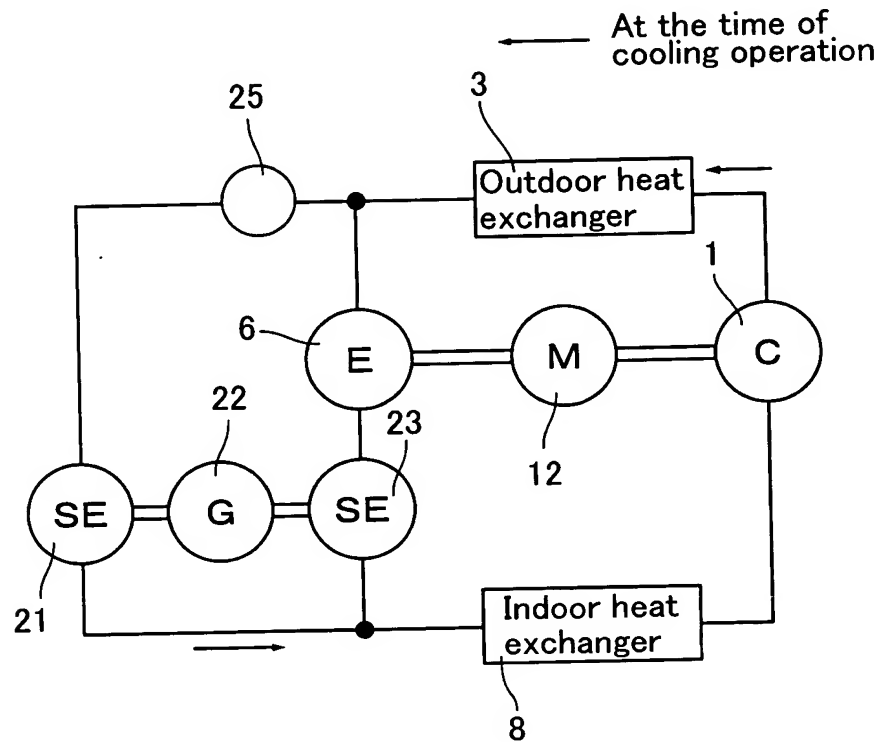 At the time of
cooling operation
3
25
Outdoor heat
exchanger
1
6
E
M
C
22
23
12
SE
G
SE
21
Indoor heat
exchanger
8